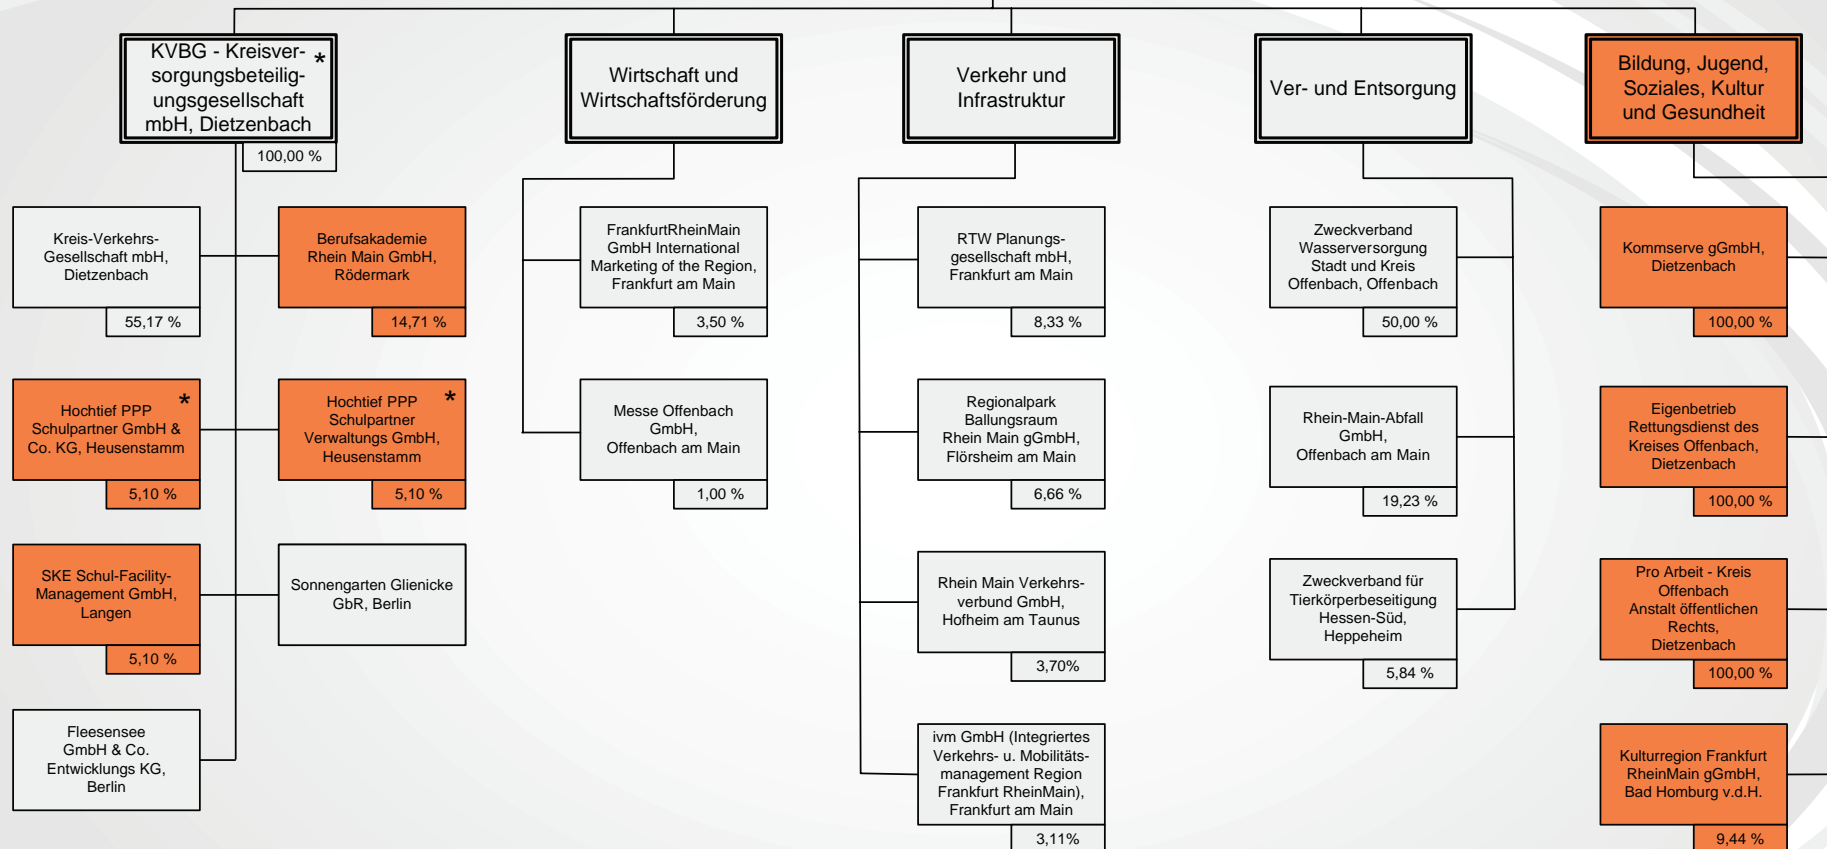 KVBG - Kreisver-
sorgungsbeteilig-
ungsgesellschaft
mbH, Dietzenbach
*
100,00 %
Kreis-Verkehrs-
Gesellschaft mbH,
Dietzenbach
55,17 %
Berufsakademie
Rhein Main GmbH,
Rödermark
14,71 %
Hochtief PPP
Schulpartner GmbH &
Co. KG, Heusenstamm
*
5,10 %
Hochtief PPP
Schulpartner
Verwaltungs GmbH,
Heusenstamm
*
5,10 %
SKE Schul-Facility-
Management GmbH,
Langen
5,10 %
Sonnengarten Glienicke
GbR, Berlin
Fleesensee
GmbH & Co.
Entwicklungs KG,
Berlin
Wirtschaft und
Wirtschaftsförderung
FrankfurtRheinMain
GmbH International
Marketing of the Region,
Frankfurt am Main
3,50 %
Messe Offenbach
GmbH,
Offenbach am Main
1,00 %
Verkehr und
Infrastruktur
RTW Planungs-
gesellschaft mbH,
Frankfurt am Main
8,33 %
Regionalpark
Ballungsraum
Rhein Main gGmbH,
Flörsheim am Main
6,66 %
Rhein Main Verkehrs-
verbund GmbH,
Hofheim am Taunus
3,70%
ivm GmbH (Integriertes
Verkehrs- u. Mobilitäts-
management Region
Frankfurt RheinMain),
Frankfurt am Main
3,11%
Ver- und Entsorgung
Zweckverband
Wasserversorgung
Stadt und Kreis
Offenbach, Offenbach
50,00 %
Rhein-Main-Abfall
GmbH,
Offenbach am Main
19,23 %
Zweckverband für
Tierkörperbeseitigung
Hessen-Süd,
Heppeheim
5,84 %
Bildung, Jugend,
Soziales, Kultur
und Gesundheit
Kommserve gGmbH,
Dietzenbach
100,00 %
Eigenbetrieb
Rettungsdienst des
Kreises Offenbach,
Dietzenbach
100,00 %
Pro Arbeit - Kreis
Offenbach
Anstalt öffentlichen
Rechts,
Dietzenbach
100,00 %
Kulturregion Frankfurt
RheinMain gGmbH,
Bad Homburg v.d.H.
9,44 %